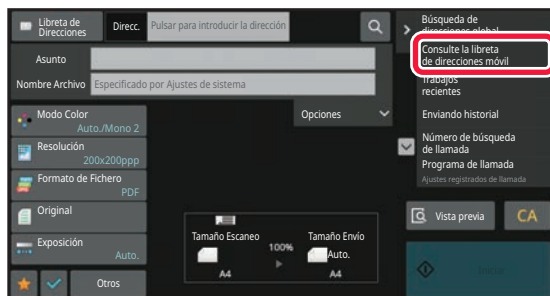 Libreta de
Direcciones
Direcc.
Pulsar para introducir la dirección
Asunto
Nombre Archivo
Especificado por Ajustes de sistema
Modo Color
Auto./Mono 2
Resolución
200x200ppp
Formato de Fichero
PDF
Original
Exposición
Auto.
Otros
Opciones
Tamaño Escaneo
100%
Tamaño Envío
Auto.
A4
A4
Búsqueda de
direcciones global
Consulte la libreta
de direcciones móvil
Trabajos
recientes
Enviando historial
Número de búsqueda
de llamada
Programa de llamada
Ajustes registrados de llamada
Vista previa
CA
Iniciar